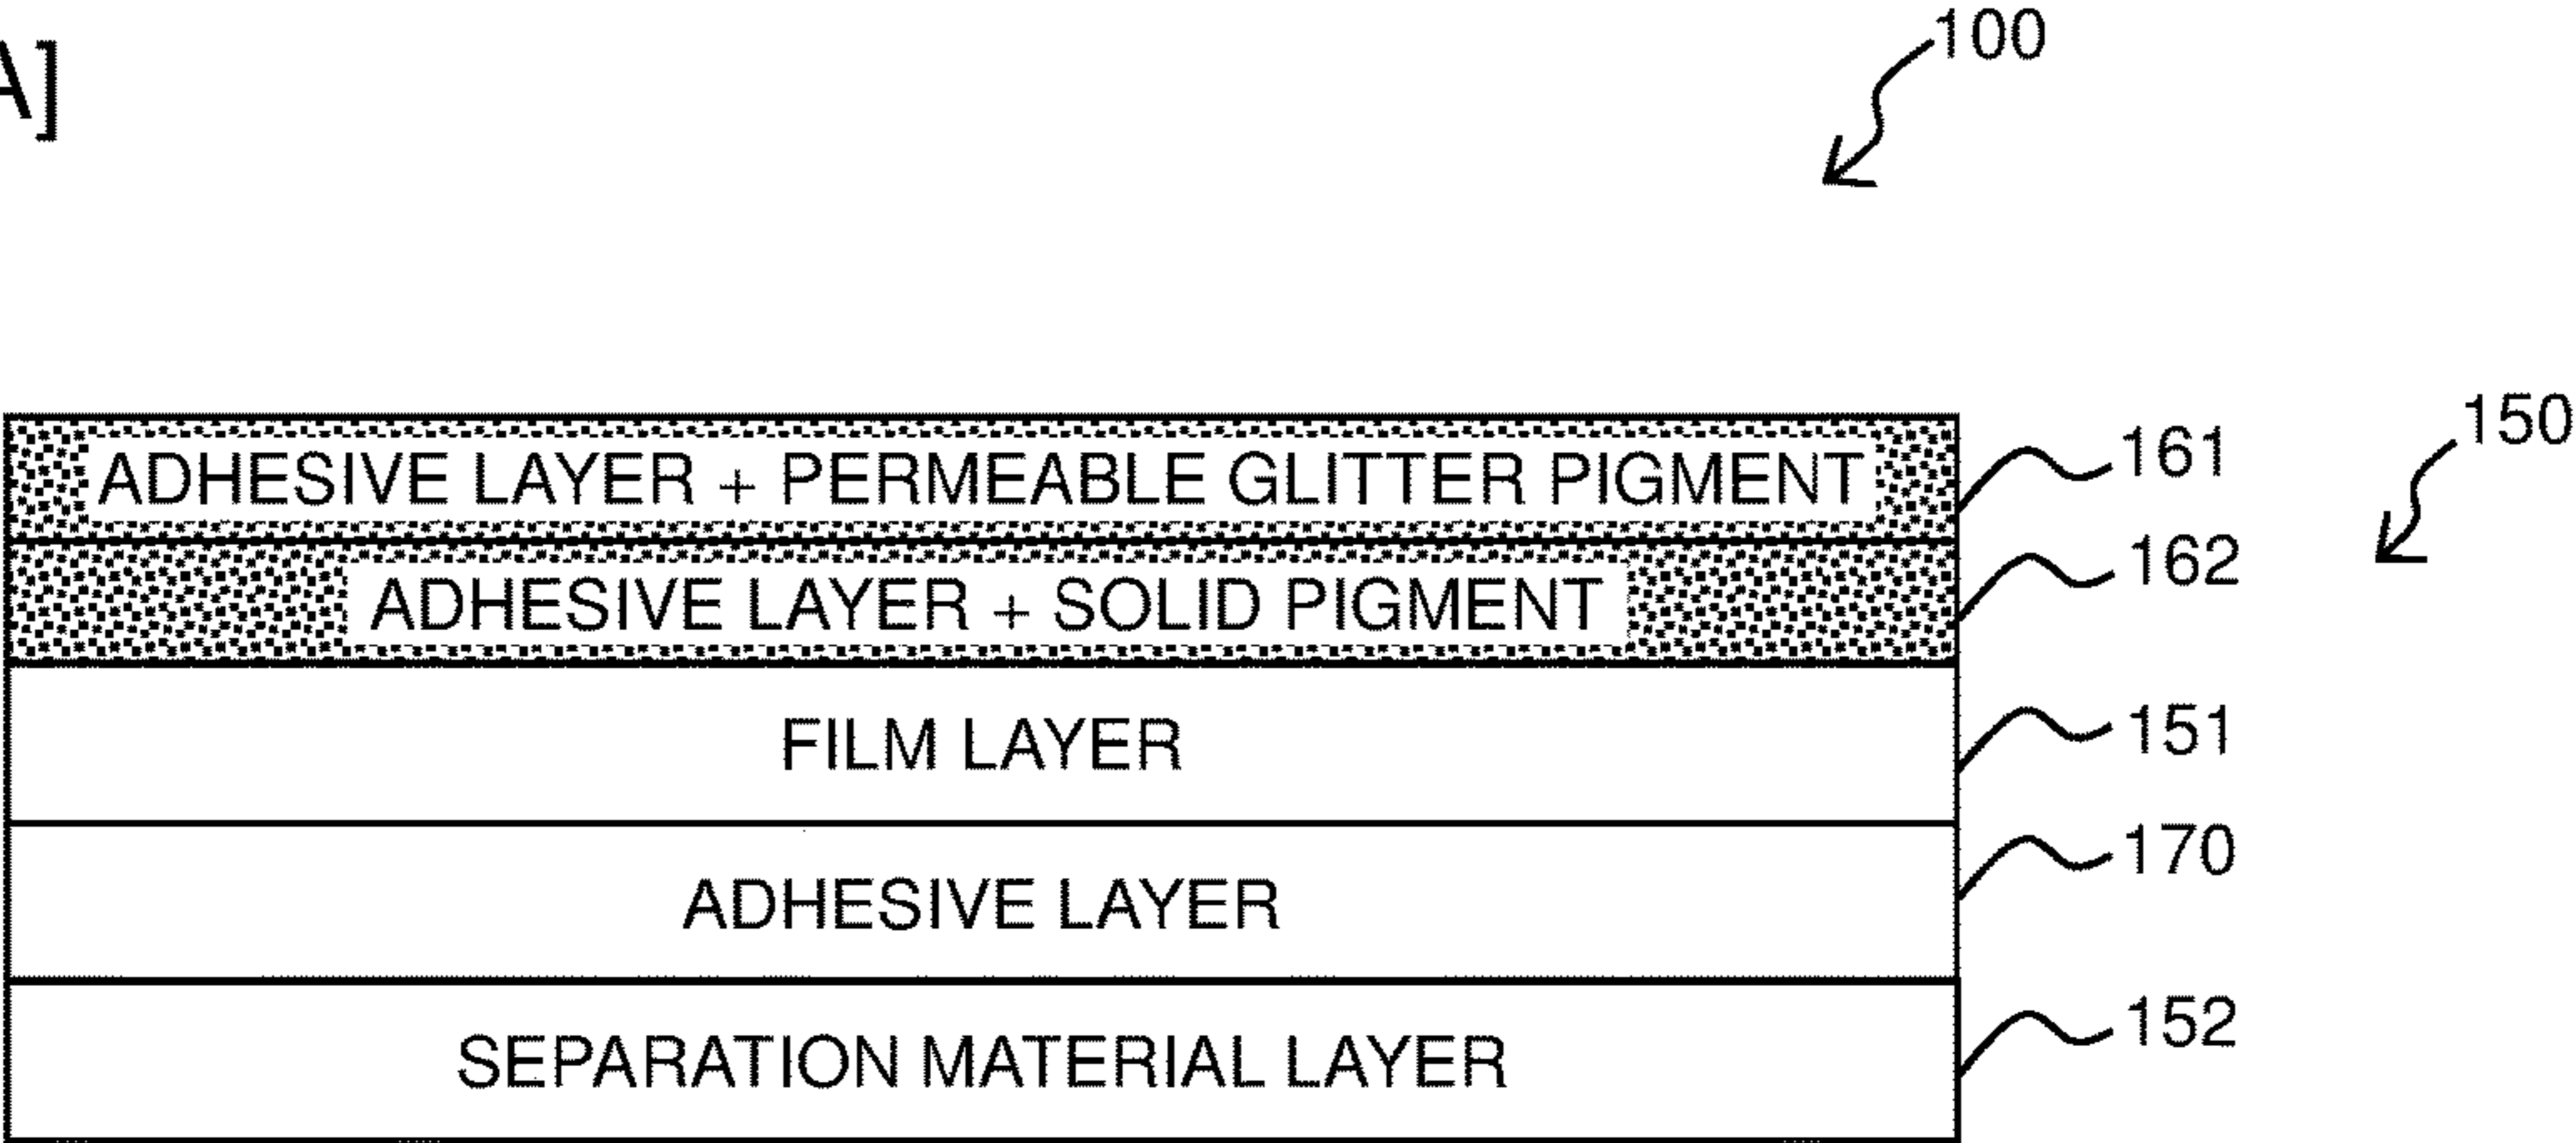 A]
100
150
ADHESIVE LAYER + PERMEABLE GLITTER PIGMENT 161
ADHESIVE LAYER + SOLID PIGMENT 162
FILM LAYER 151
ADHESIVE LAYER 170
SEPARATION MATERIAL LAYER 152